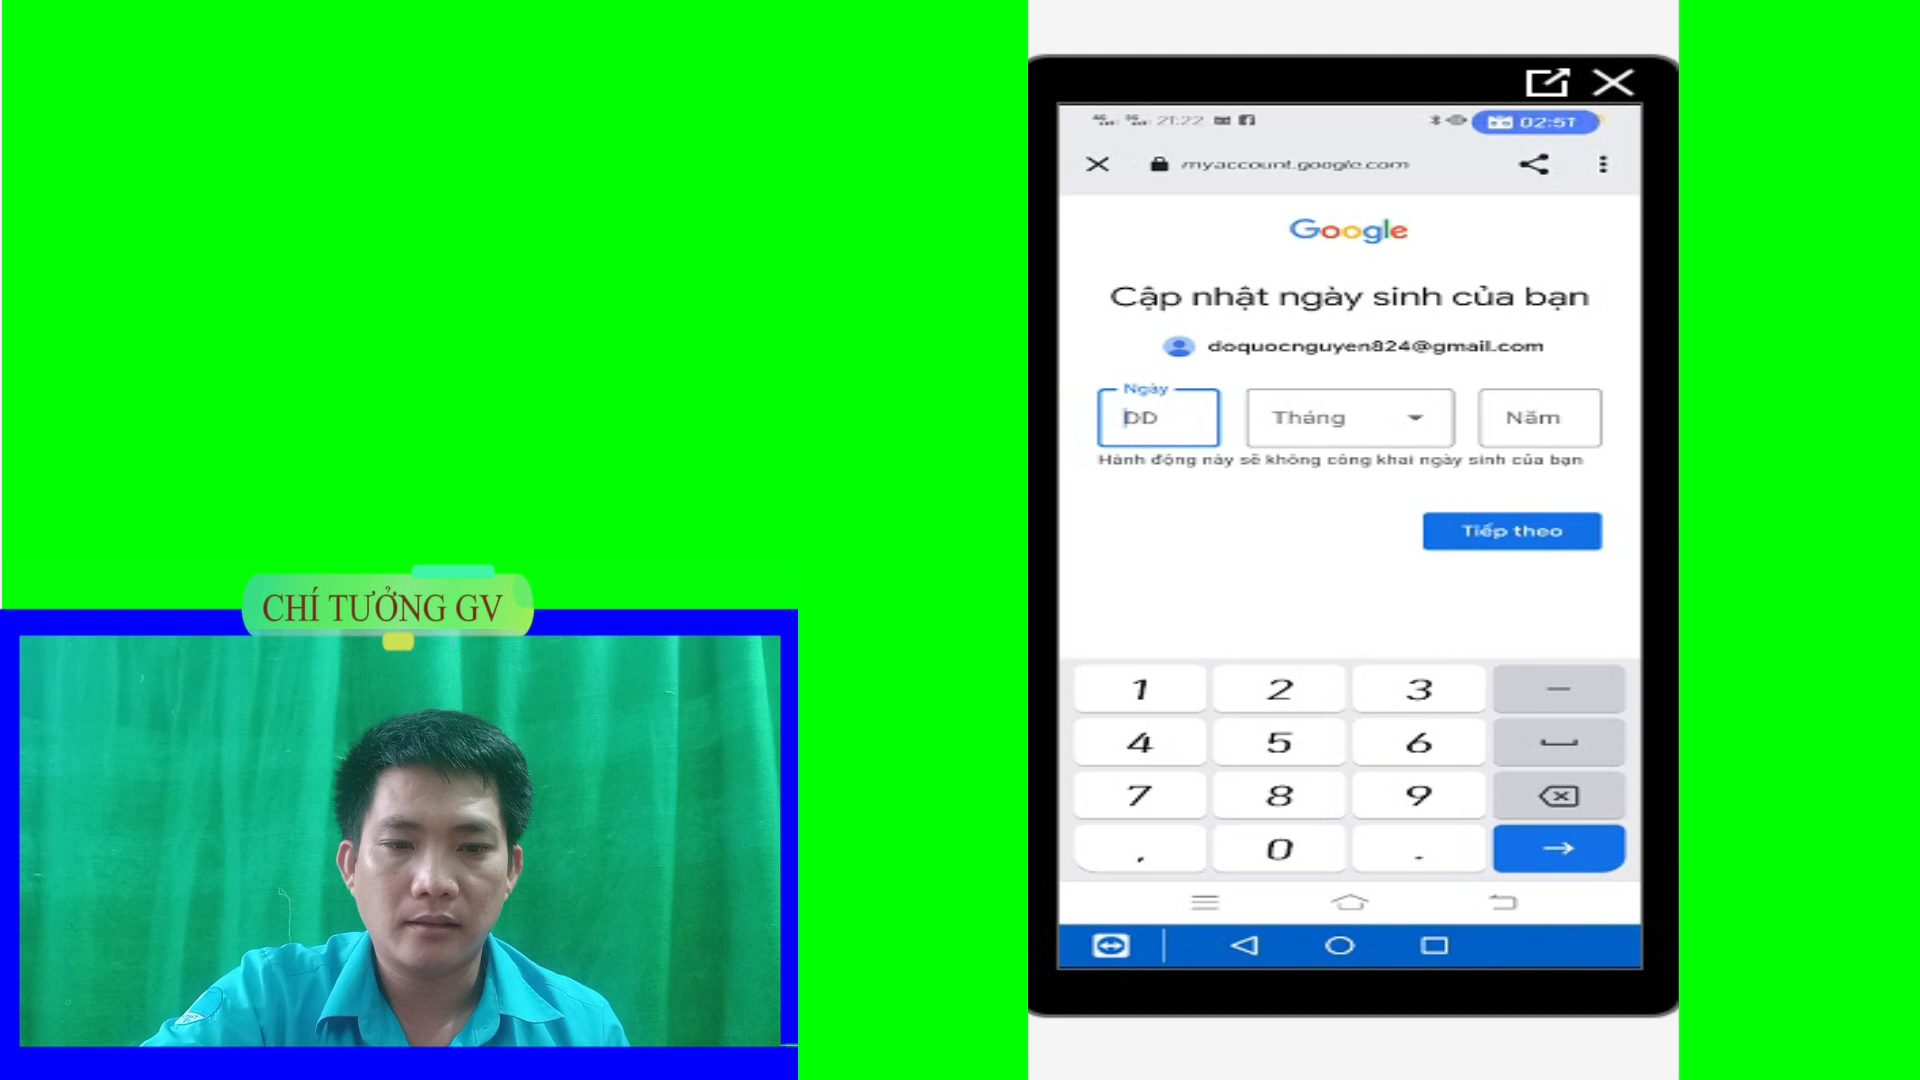 CHÍ TƯỞNG GV
21:22
02:51
myaccount.google.com
Google
Cập nhật ngày sinh của bạn
doquocnguyen824@gmail.com
Ngày
DD
Tháng
Năm
Hành động này sẽ không công khai ngày sinh của bạn
Tiếp theo
1 2 3 –
4 5 6
7 8 9
, 0 .